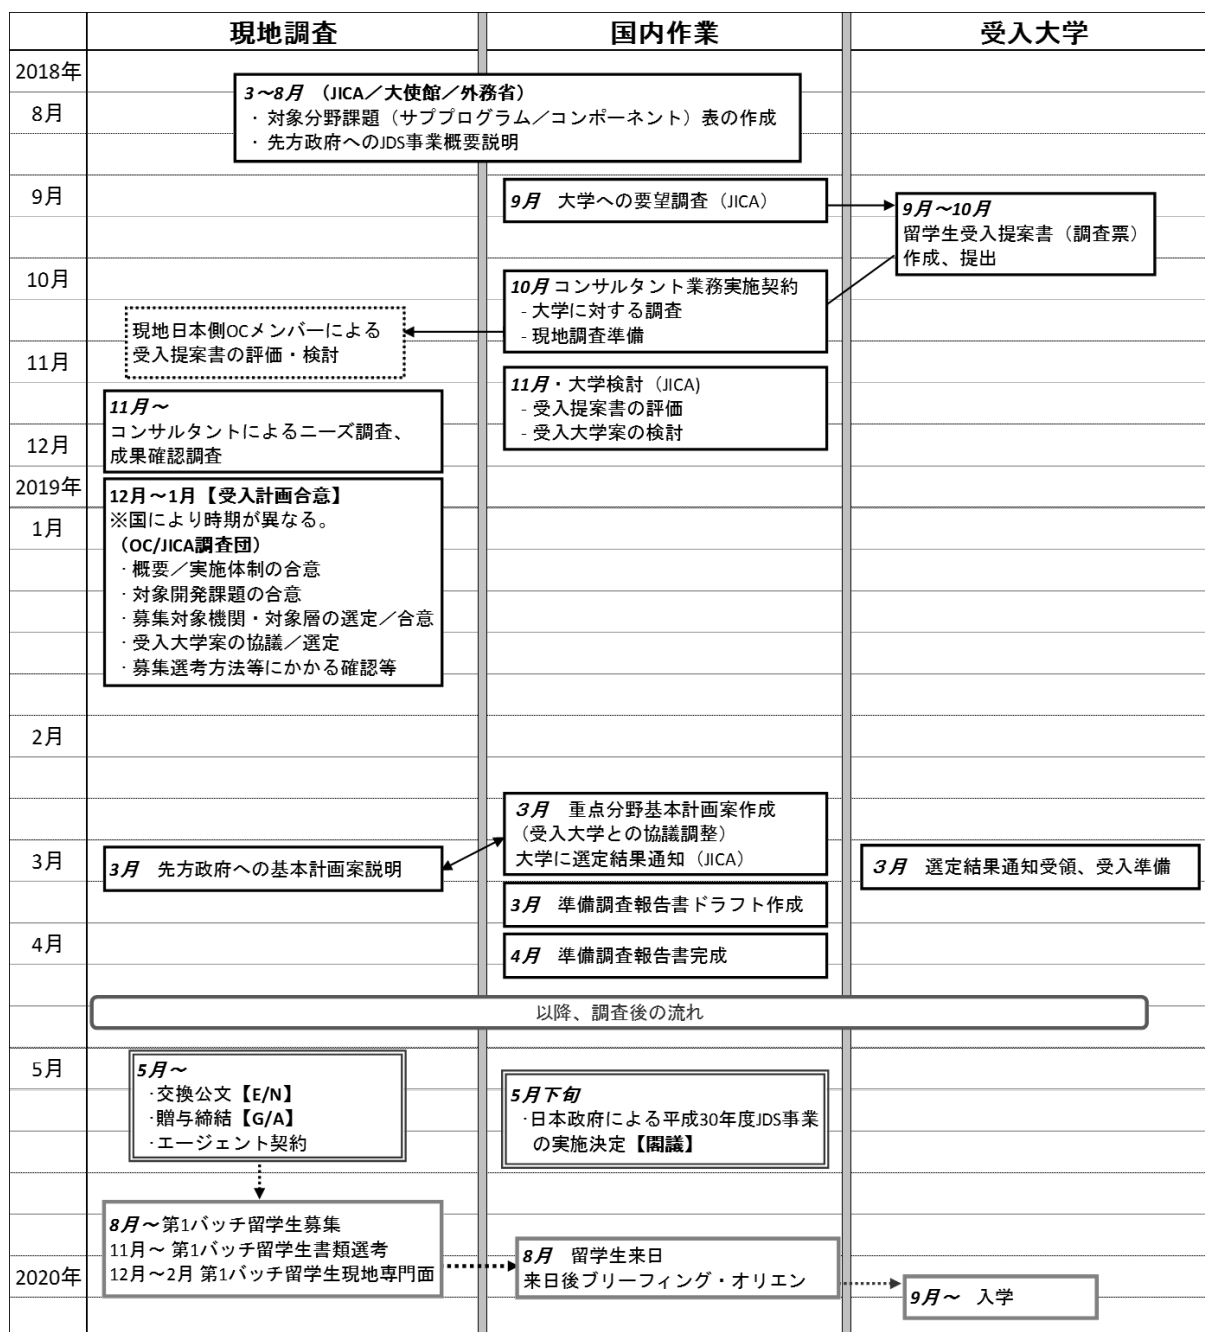 現地調査
国内作業
受入大学
2018年
3～8月 （JICA／大使館／外務省）
・ 対象分野課題（サブプログラム／コンポーネント）表の作成
・ 先方政府へのJDS事業概要説明
8月
9月
9月 大学への要望調査（JICA）
9月～10月
留学生受入提案書（調査票）
作成、提出
10月
10月 コンサルタント業務実施契約
- 大学に対する調査
- 現地調査準備
現地日本側OCメンバーによる
受入提案書の評価・検討
11月
11月・大学検討（JICA)
- 受入提案書の評価
- 受入大学案の検討
11月～
コンサルタントによるニーズ調査、
成果確認調査
12月
2019年
12月～1月【受入計画合意】
※国により時期が異なる。
（OC/JICA調査団）
・概要／実施体制の合意
・対象開発課題の合意
・募集対象機関・対象層の選定／合意
・受入大学案の協議／選定
・募集選考方法等にかかる確認等
1月
2月
３月 重点分野基本計画案作成
（受入大学との協議調整）
大学に選定結果通知（JICA）
3月
3月 先方政府への基本計画案説明
３月 選定結果通知受領、受入準備
3月 準備調査報告書ドラフト作成
4月
4月 準備調査報告書完成
以降、調査後の流れ
5月
5月～
・交換公文【E/N】
・贈与締結【G/A】
・エージェント契約
5月下旬
・日本政府による平成30年度JDS事業
の実施決定【閣議】
8月～第1バッチ留学生募集
11月～ 第1バッチ留学生書類選考
12月～2月 第1バッチ留学生現地専門面
8月 留学生来日
来日後ブリーフィング・オリエン
2020年
9月～ 入学